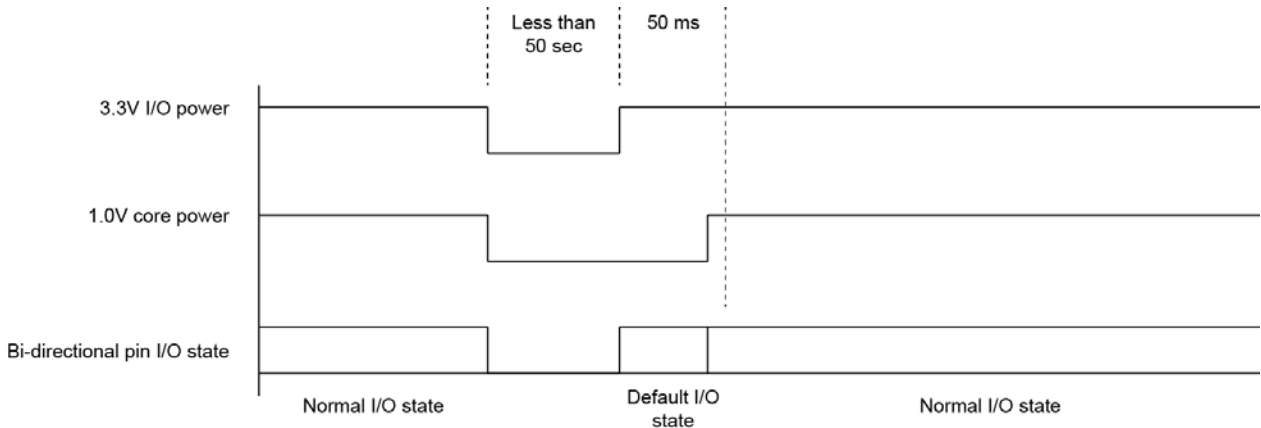 Less than
50 sec
50 ms
3.3V I/O power
1.0V core power
Bi-directional pin I/O state
Normal I/O state
Default I/O
state
Normal I/O state